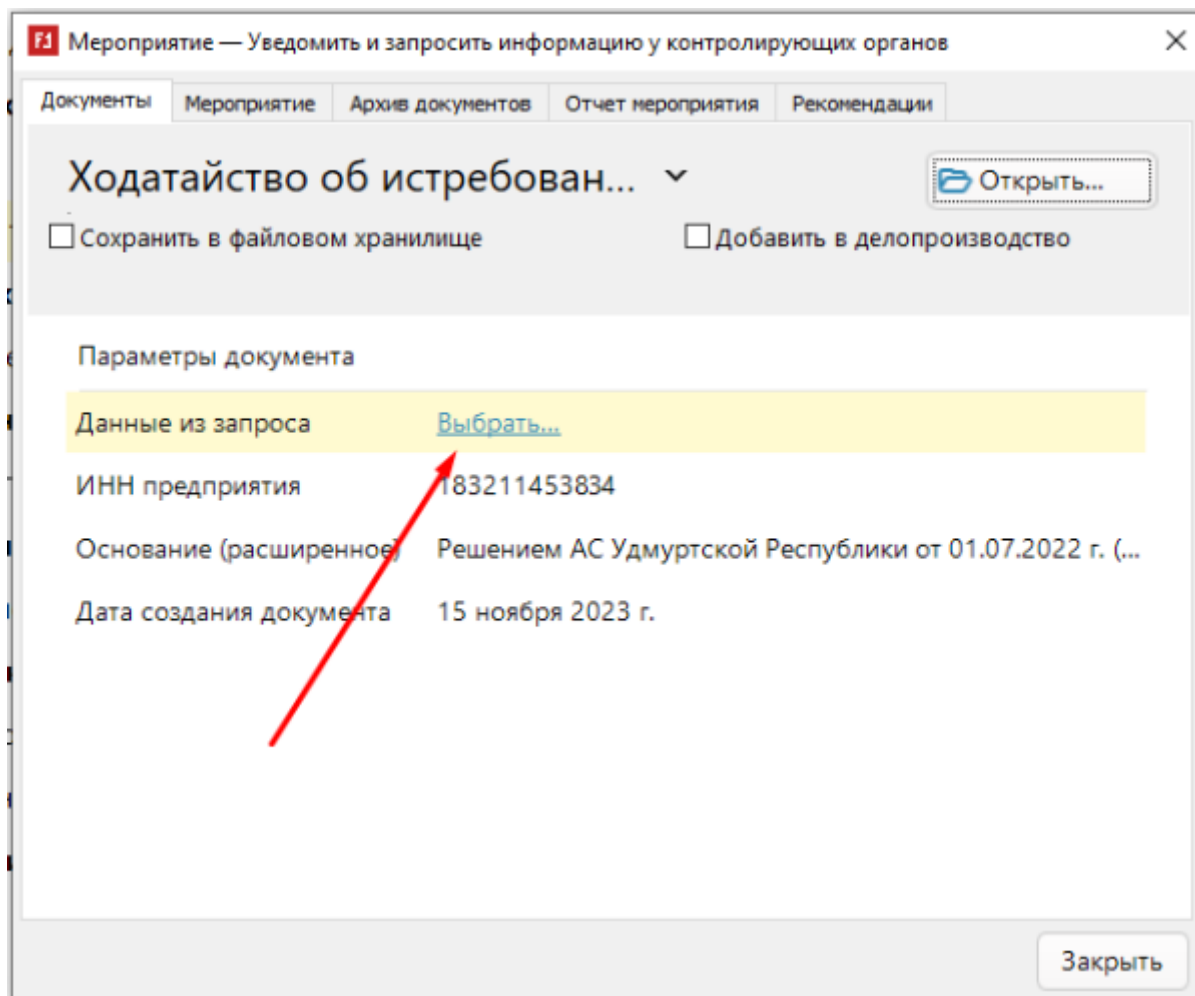 Мероприятие — Уведомить и запросить информацию у контролирующих органов
Документы Мероприятие Архив документов Отчет мероприятия Рекомендации
Ходатайство об истребован... Открыть...
Сохранить в файловом хранилище Добавить в делопроизводство
Параметры документа
Данные из запроса Выбрать...
ИНН предприятия 183211453834
Основание (расширенное) Решением АС Удмуртской Республики от 01.07.2022 г. (...
Дата создания документа 15 ноября 2023 г.
Закрыть